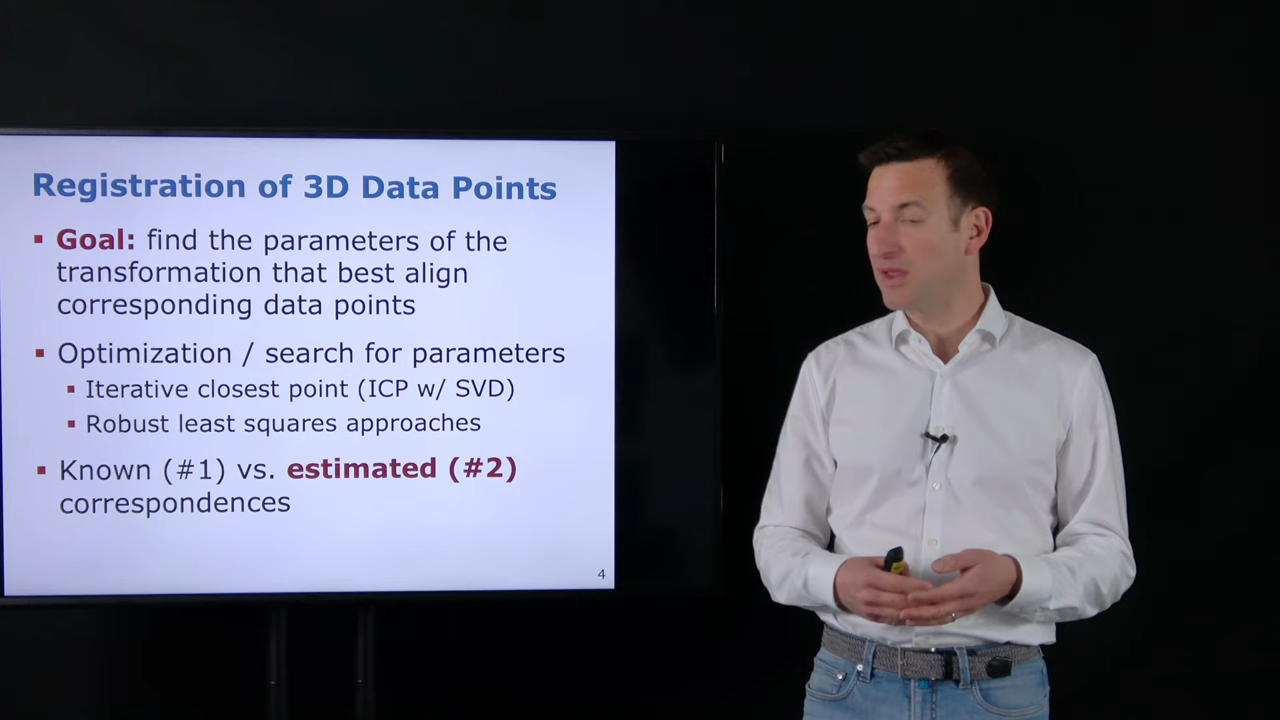 Registration of 3D Data Points
▪ Goal: find the parameters of the
transformation that best align
corresponding data points
▪ Optimization / search for parameters
▪ Iterative closest point (ICP w/ SVD)
▪ Robust least squares approaches
▪ Known (#1) vs. estimated (#2)
correspondences
4